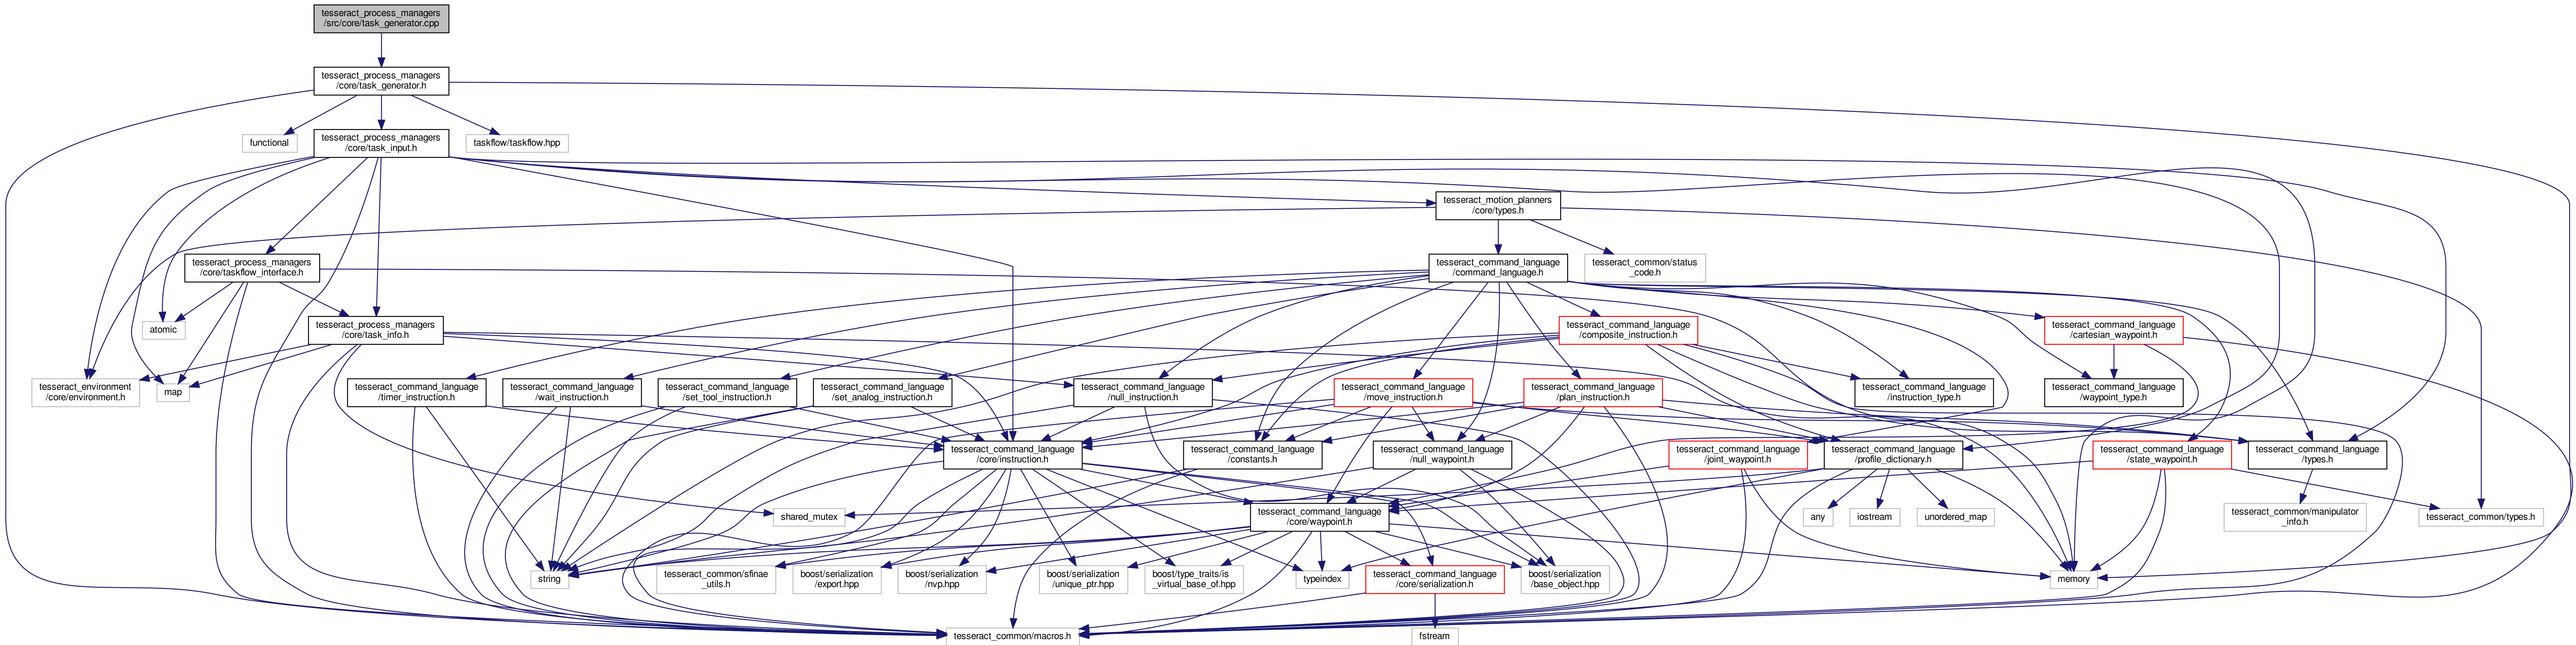 tesseract_process_managers
/src/core/task_generator.cpp
tesseract_process_managers
/core/task_generator.h
functional
tesseract_process_managers
/core/task_input.h
taskflow/taskflow.hpp
tesseract_motion_planners
/core/types.h
tesseract_process_managers
/core/taskflow_interface.h
tesseract_command_language
/command_language.h
tesseract_common/status
_code.h
atomic
tesseract_process_managers
/core/task_info.h
tesseract_command_language
/composite_instruction.h
tesseract_command_language
/cartesian_waypoint.h
tesseract_environment
/core/environment.h
map
tesseract_command_language
/timer_instruction.h
tesseract_command_language
/wait_instruction.h
tesseract_command_language
/set_tool_instruction.h
tesseract_command_language
/set_analog_instruction.h
tesseract_command_language
/null_instruction.h
tesseract_command_language
/move_instruction.h
tesseract_command_language
/plan_instruction.h
tesseract_command_language
/instruction_type.h
tesseract_command_language
/waypoint_type.h
tesseract_command_language
/core/instruction.h
tesseract_command_language
/constants.h
tesseract_command_language
/null_waypoint.h
tesseract_command_language
/joint_waypoint.h
tesseract_command_language
/profile_dictionary.h
tesseract_command_language
/state_waypoint.h
tesseract_command_language
/types.h
shared_mutex
tesseract_command_language
/core/waypoint.h
any
iostream
unordered_map
tesseract_common/manipulator
_info.h
tesseract_common/types.h
string
tesseract_common/sfinae
_utils.h
boost/serialization
/export.hpp
boost/serialization
/nvp.hpp
boost/serialization
/unique_ptr.hpp
boost/type_traits/is
_virtual_base_of.hpp
typeindex
tesseract_command_language
/core/serialization.h
boost/serialization
/base_object.hpp
memory
tesseract_common/macros.h
fstream